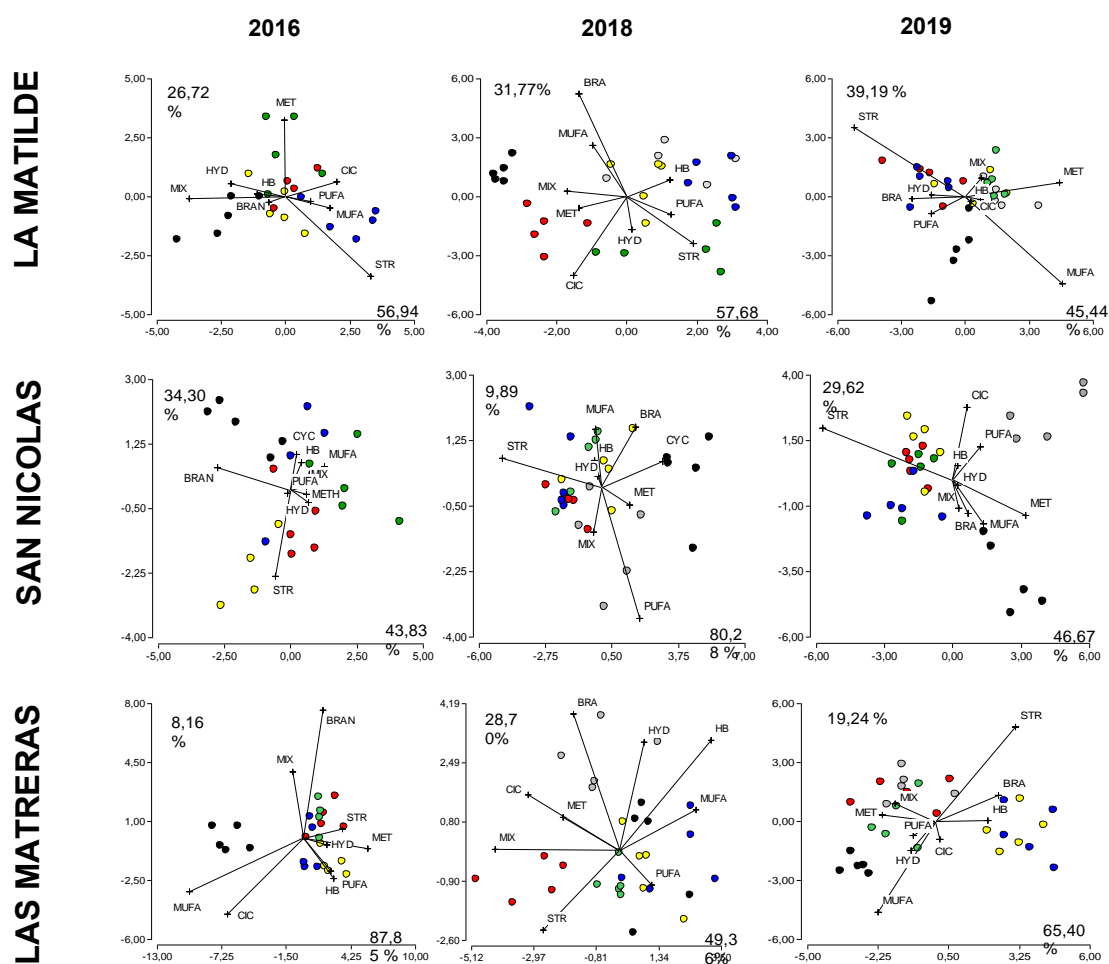 2016
2018
2019
LA MATILDE
5,00
26,72
%
MET
2,50
HYD
HB
CIC
MIX
0,00
BRAN
PUFA
MUFA
-2,50
STR
-5,00
56,94
%
-5,00
-2,50
0,00
2,50
5,00
6,00
31,77%
BRA
3,00
MUFA
HB
MIX
0,00
MET
PUFA
HYD
STR
-3,00
CIC
-6,00
57,68
%
-4,00
-2,00
0,00
2,00
4,00
6,00
39,19 %
STR
3,00
MIX
MET
HYD
HB
0,00
BRA
CIC
PUFA
-3,00
MUFA
-6,00
45,44
%
-6,00
-3,00
0,00
3,00
6,00
SAN NICOLAS
3,00
34,30
%
CYC
1,25
HB
MUFA
BRAN
MIX
PUFA
METH
-0,50
HYD
-2,25
STR
-4,00
43,83
%
-5,00
-2,50
0,00
2,50
5,00
3,00
9,89
%
MUFA
BRA
1,25
STR
HB
CYC
HYD
MET
-0,50
MIX
-2,25
PUFA
-4,00
80,2
8 %
-6,00
-2,75
0,50
3,75
7,00
4,00
29,62
%
STR
CIC
1,50
PUFA
HB
HYD
MIX
MET
-1,00
BRA
MUFA
-3,50
-6,00
46,67
%
-6,00
-3,00
0,00
3,00
6,00
LAS MATRERAS
8,00
8,16
%
BRAN
4,50
MIX
STR
1,00
MET
HYD
-2,50
HB
PUFA
MUFA
CIC
-6,00
87,8
5 %
-13,00
-7,25
-1,50
4,25
10,00
4,19
28,7
0%
BRA
HYD
HB
2,49
CIC
MET
MUFA
0,80
MIX
PUFA
-0,90
STR
-2,60
49,3
6%
-5,12
-2,97
-0,81
1,34
6,00
19,24 %
STR
3,00
BRA
MIX
MET
HB
0,00
PUFA
CIC
HYD
-3,00
MUFA
-6,00
65,40
%
-5,00
-2,25
0,50
3,25
6,00